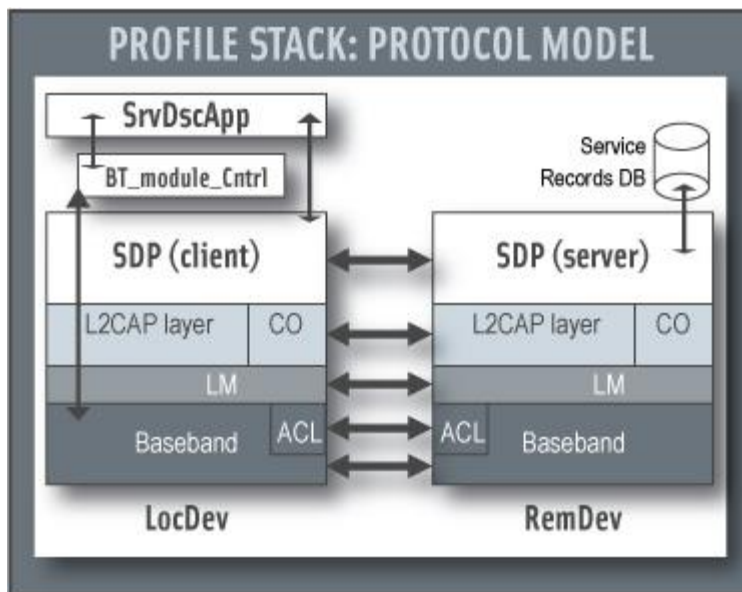 PROFILE STACK: PROTOCOL MODEL
SrvDscApp
BT_module_Cntrl
Service
Records DB
SDP (client)
SDP (server)
L2CAP layer
CO
L2CAP layer
CO
LM
LM
Baseband
ACL
ACL
Baseband
LocDev
RemDev